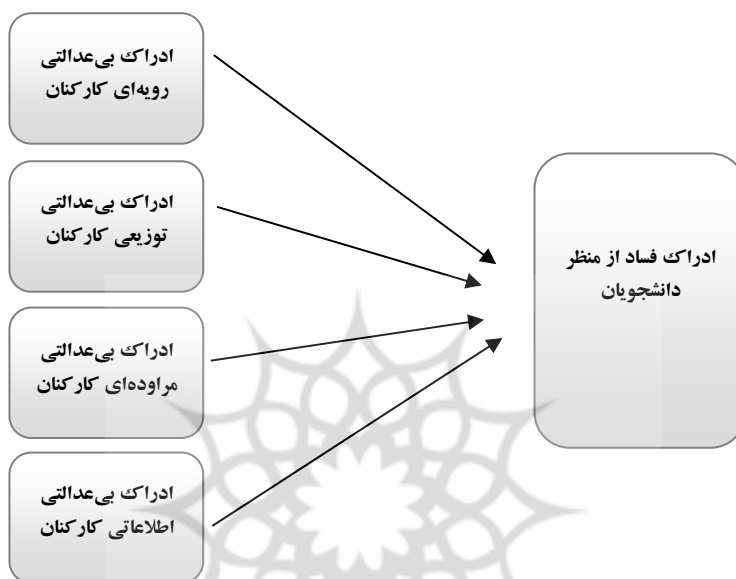 ادراک بی‌عدالتی
رویه‌ای کارکنان
ادراک بی‌عدالتی
توزیعی کارکنان
ادراک بی‌عدالتی
مراوده‌ای کارکنان
ادراک بی‌عدالتی
اطلاعاتی کارکنان
ادراک فساد از منظر
دانشجویان